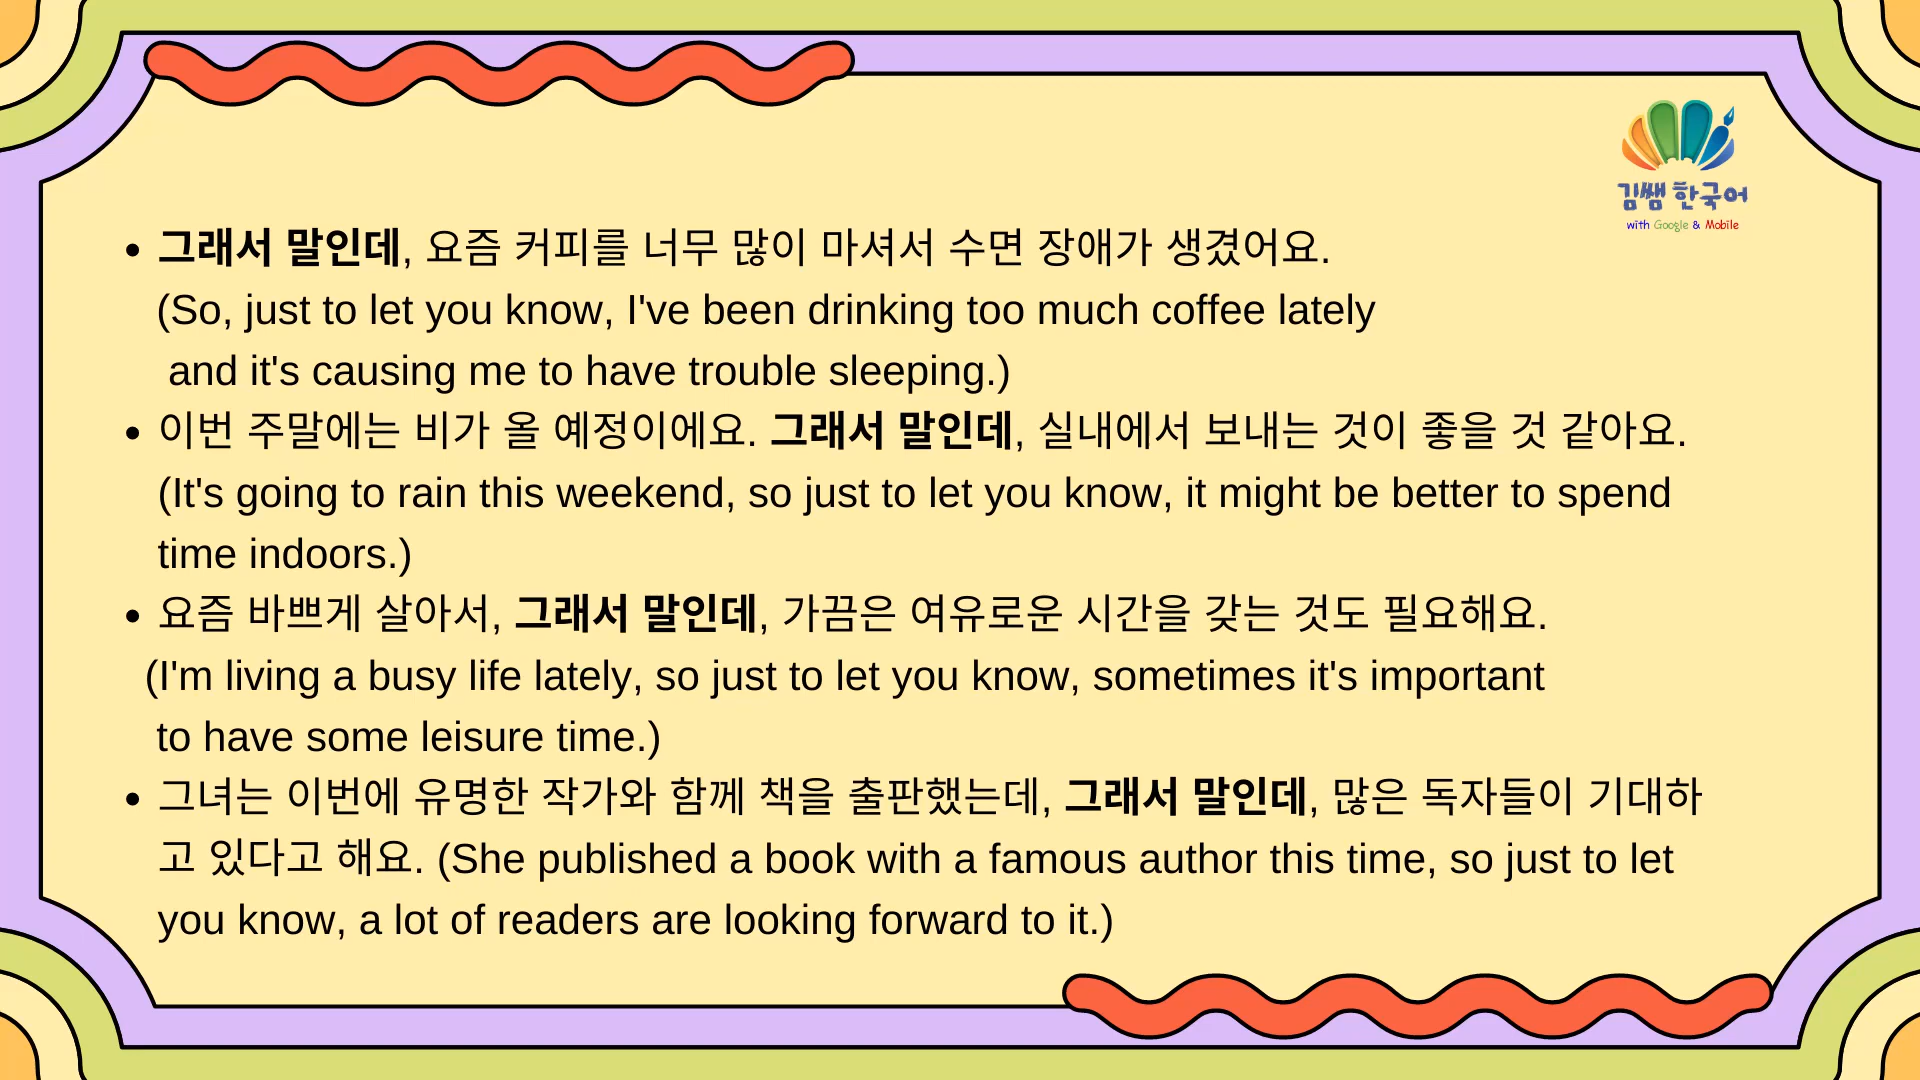 김쌤 한국어
with Google & Mobile
• 그래서 말인데, 요즘 커피를 너무 많이 마셔서 수면 장애가 생겼어요.
(So, just to let you know, I've been drinking too much coffee lately
and it's causing me to have trouble sleeping.)
• 이번 주말에는 비가 올 예정이에요. 그래서 말인데, 실내에서 보내는 것이 좋을 것 같아요.
(It's going to rain this weekend, so just to let you know, it might be better to spend
time indoors.)
• 요즘 바쁘게 살아서, 그래서 말인데, 가끔은 여유로운 시간을 갖는 것도 필요해요.
(I'm living a busy life lately, so just to let you know, sometimes it's important
to have some leisure time.)
• 그녀는 이번에 유명한 작가와 함께 책을 출판했는데, 그래서 말인데, 많은 독자들이 기대하
고 있다고 해요. (She published a book with a famous author this time, so just to let
you know, a lot of readers are looking forward to it.)